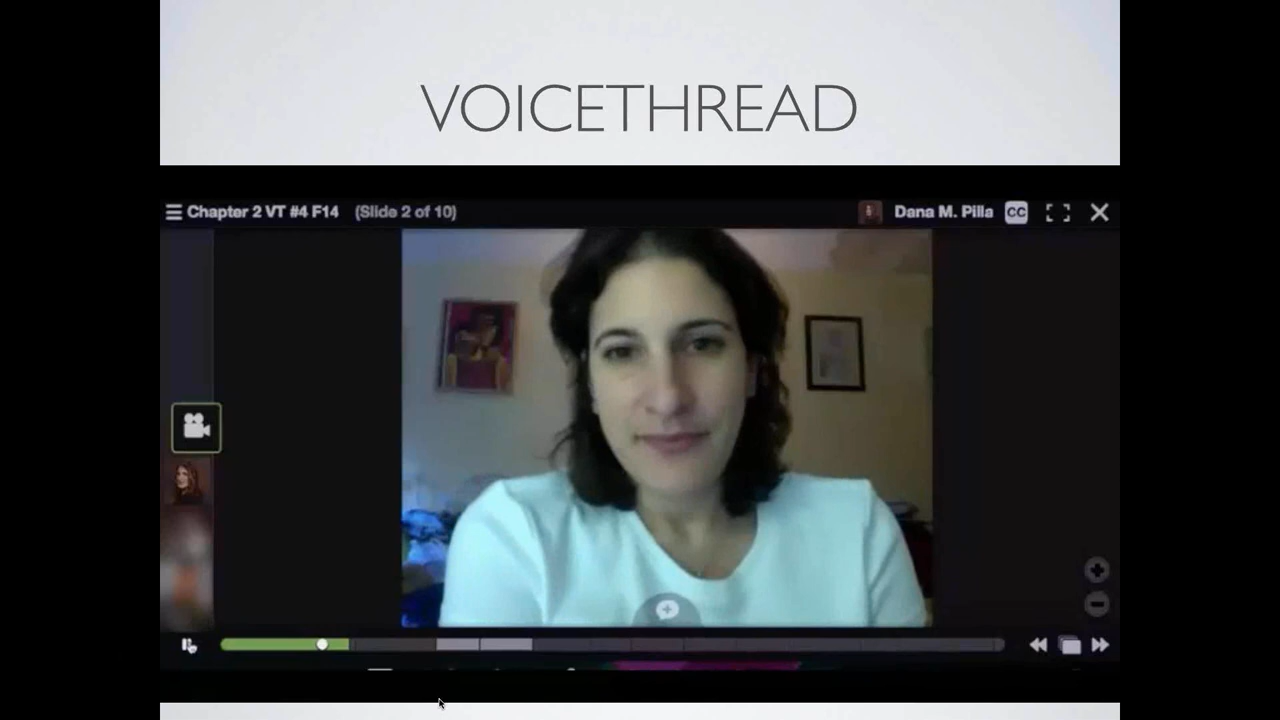 VOICETHREAD
Chapter 2 VT #4 F14 (Slide 2 of 10) Dana M. Pilla CC